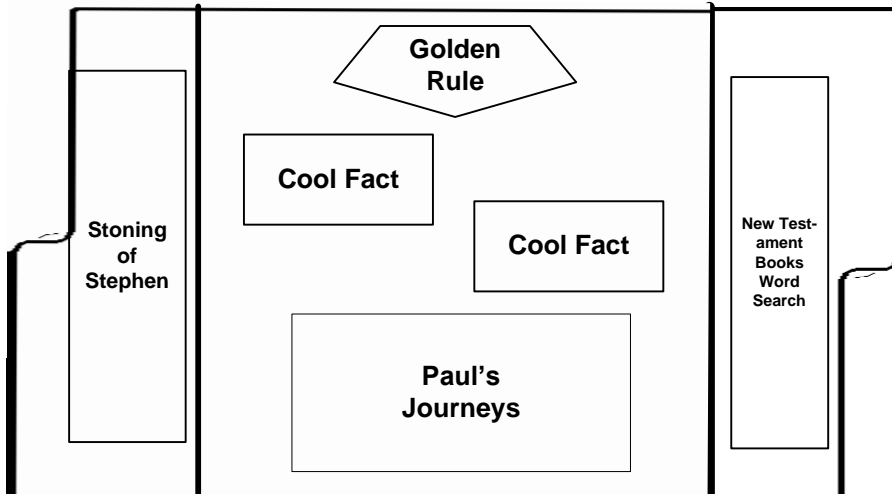 Golden
Rule
Cool Fact
Cool Fact
Stoning
of
Stephen
New Test-
ament
Books
Word
Search
Paul's
Journeys